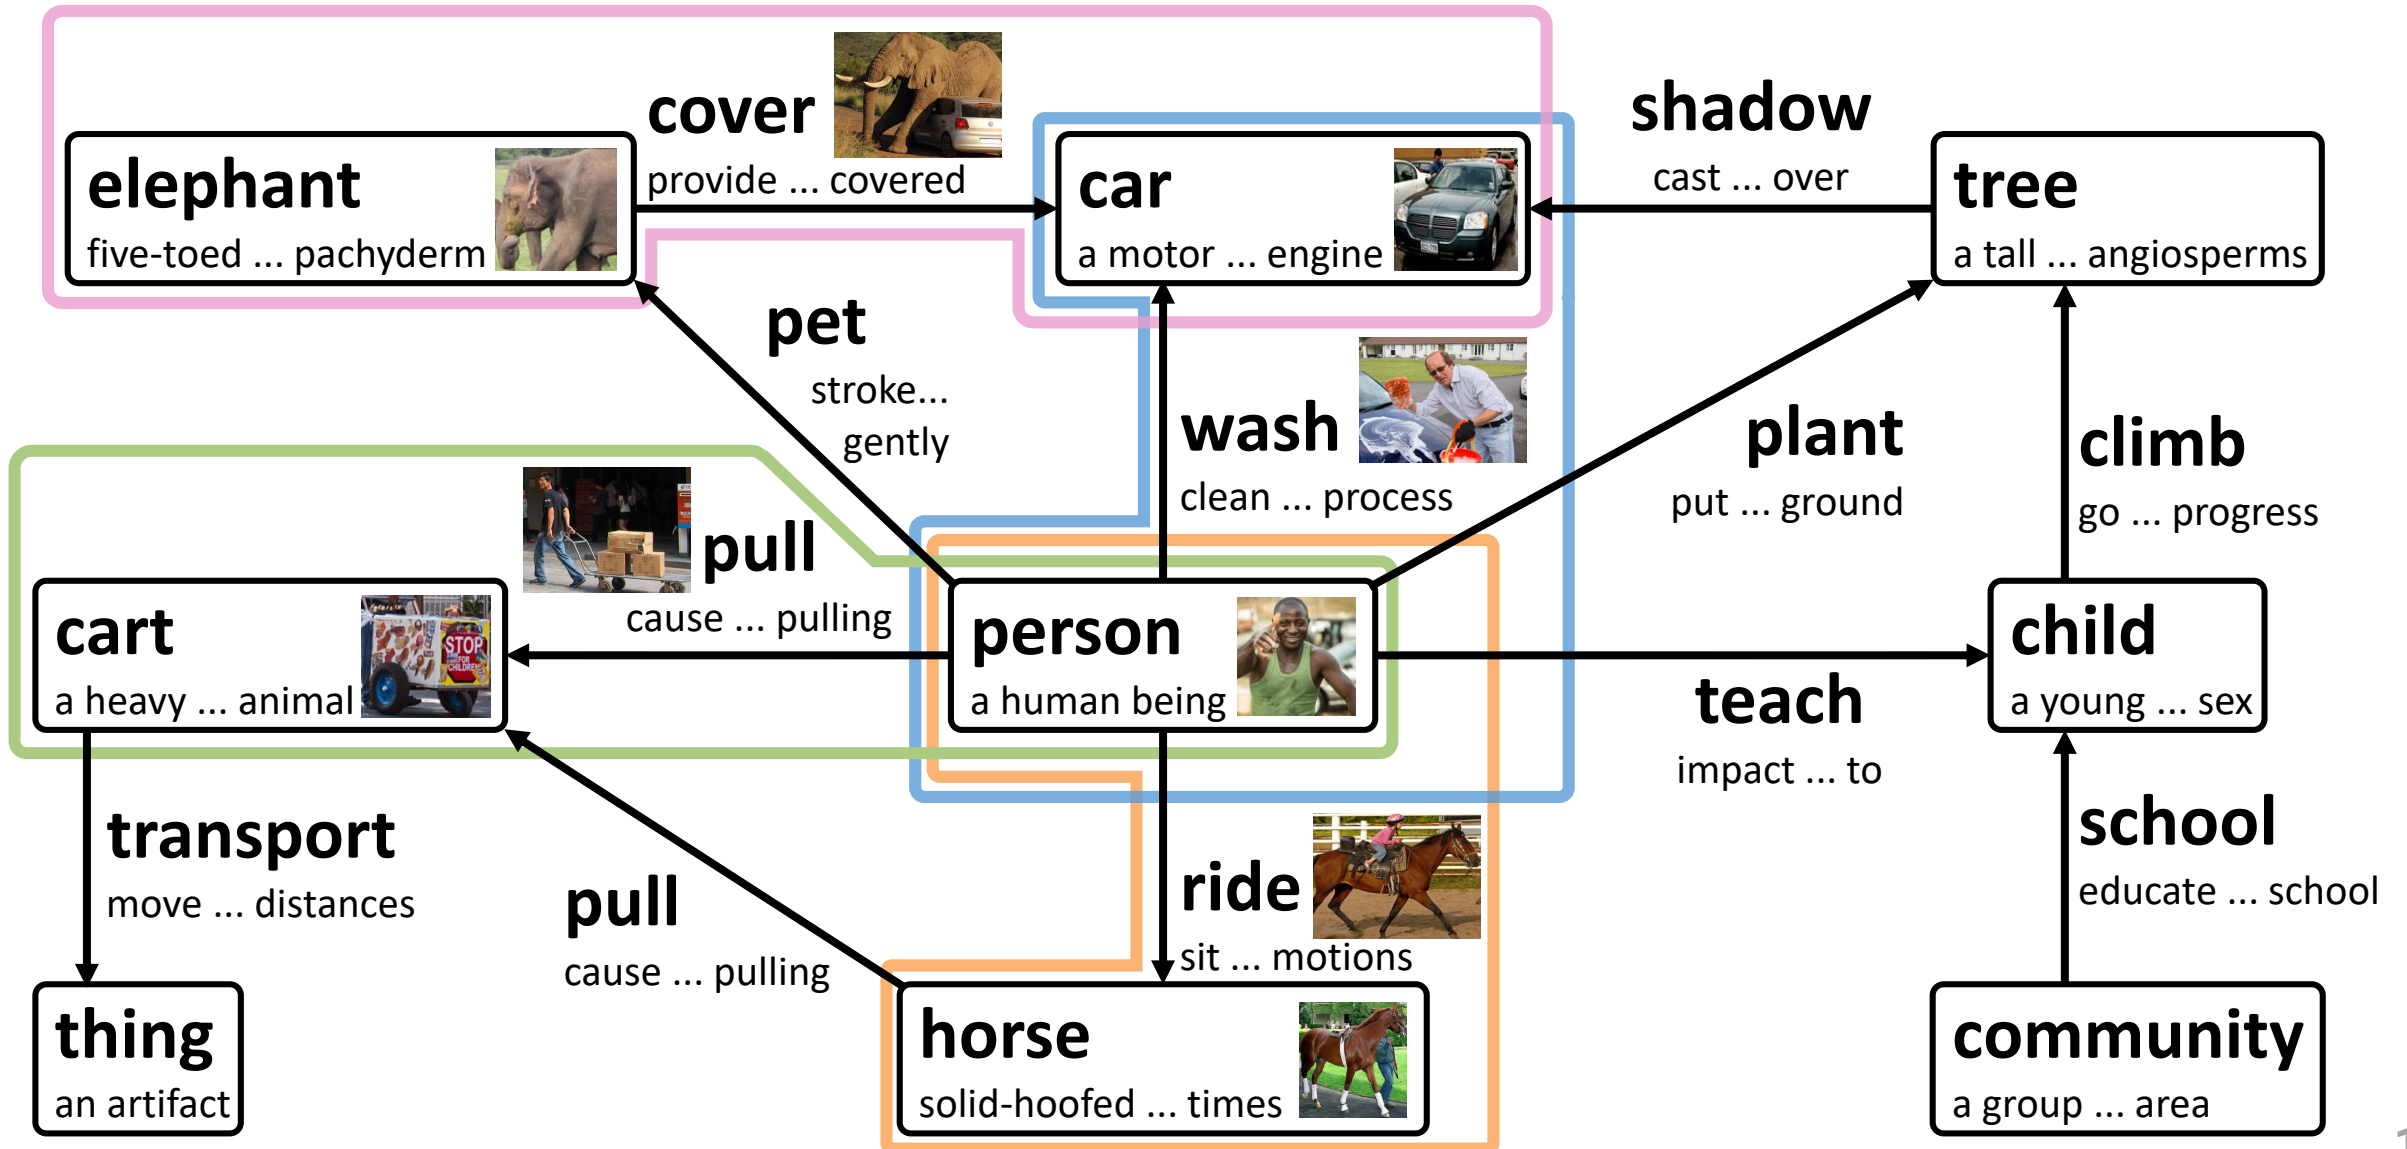 cover
provide ... covered
shadow
cast ... over
elephant
five-toed ... pachyderm
car
a motor ... engine
tree
a tall ... angiosperms
pet
stroke...
gently
wash
clean ... process
plant
put ... ground
climb
go ... progress
pull
cause ... pulling
cart
a heavy ... animal
STOP
FOR
CHILDREN
person
a human being
child
a young ... sex
teach
impact ... to
transport
move ... distances
pull
cause ... pulling
ride
sit ... motions
school
educate ... school
thing
an artifact
horse
solid-hoofed ... times
community
a group ... area